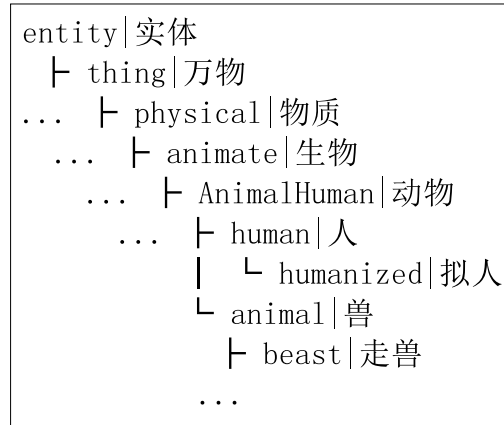 entity|实体
├ thing|万物
... ├ physical|物质
... ├ animate|生物
... ├ AnimalHuman|动物
... ├ human|人
| └ humanized|拟人
└ animal|兽
├ beast|走兽
...